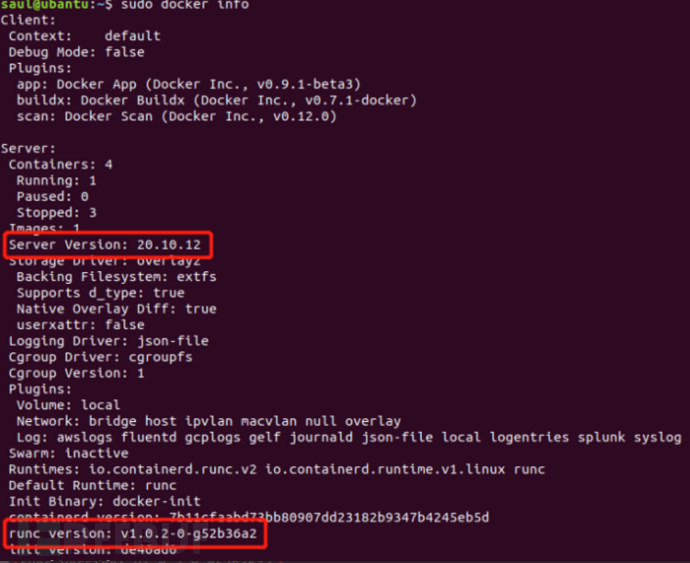 saul@ubantu:~$ sudo docker info
Client:
 Context:    default
 Debug Mode: false
 Plugins:
  app: Docker App (Docker Inc., v0.9.1-beta3)
  buildx: Docker Buildx (Docker Inc., v0.7.1-docker)
  scan: Docker Scan (Docker Inc., v0.12.0)

Server:
 Containers: 4
  Running: 1
  Paused: 0
  Stopped: 3
 Images: 1
 Server Version: 20.10.12
 Storage Driver: overlay2
  Backing Filesystem: extfs
  Supports d_type: true
  Native Overlay Diff: true
  userxattr: false
 Logging Driver: json-file
 Cgroup Driver: cgroupfs
 Cgroup Version: 1
 Plugins:
  Volume: local
  Network: bridge host ipvlan macvlan null overlay
  Log: awslogs fluentd gcplogs gelf journald json-file local logentries splunk syslog
 Swarm: inactive
 Runtimes: io.containerd.runc.v2 io.containerd.runtime.v1.linux runc
 Default Runtime: runc
 Init Binary: docker-init
 containerd version: 7b11cfaabd73bb80907dd23182b9347b4245eb5d
 runc version: v1.0.2-0-g52b36a2
 init version: de40ad0